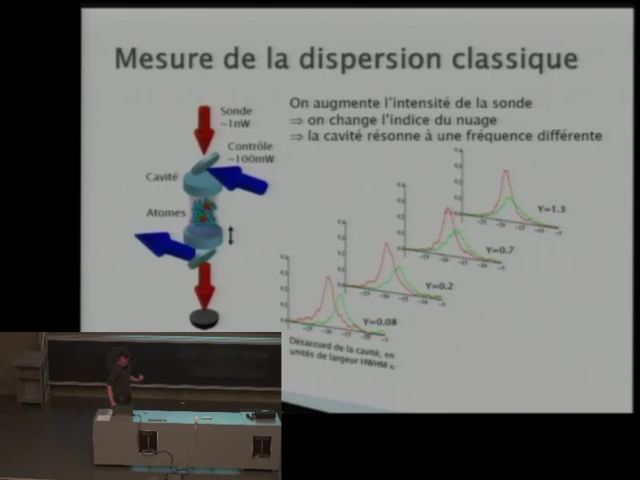 Mesure de la dispersion classique
Sonde
~1nW
Contrôle
~100mW
Cavité
Atomes
On augmente l'intensité de la sonde
⇒ on change l'indice du nuage
⇒ la cavité résonne à une fréquence différente
Y=1.3
Y=0.7
Y=0.2
Y=0.08
Désaccord de la cavité, en
unités de largeur HWHM